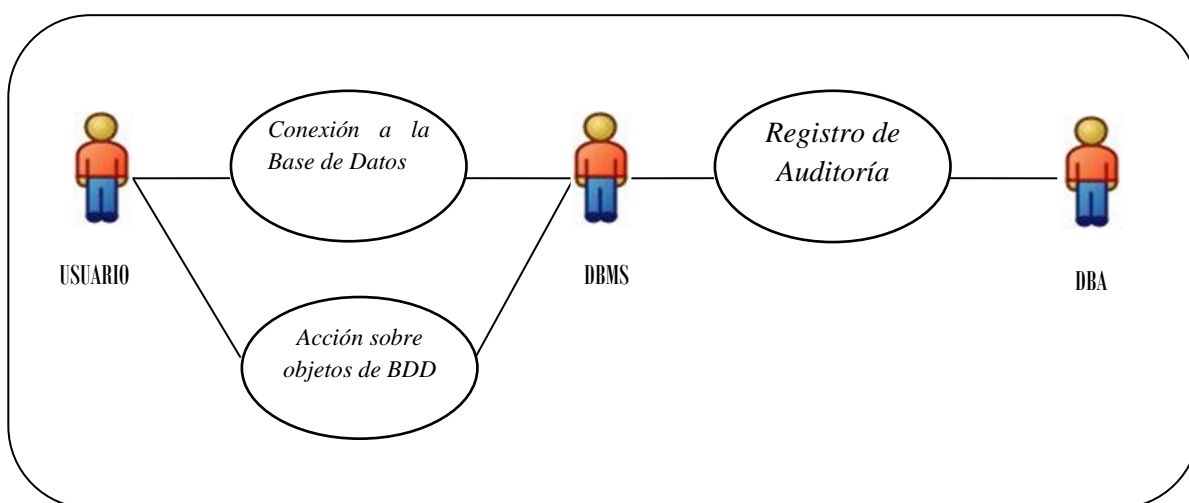 Conexión a la
Base de Datos
Registro de
Auditoría
USUARIO
DBMS
DBA
Acción sobre
objetos de BDD